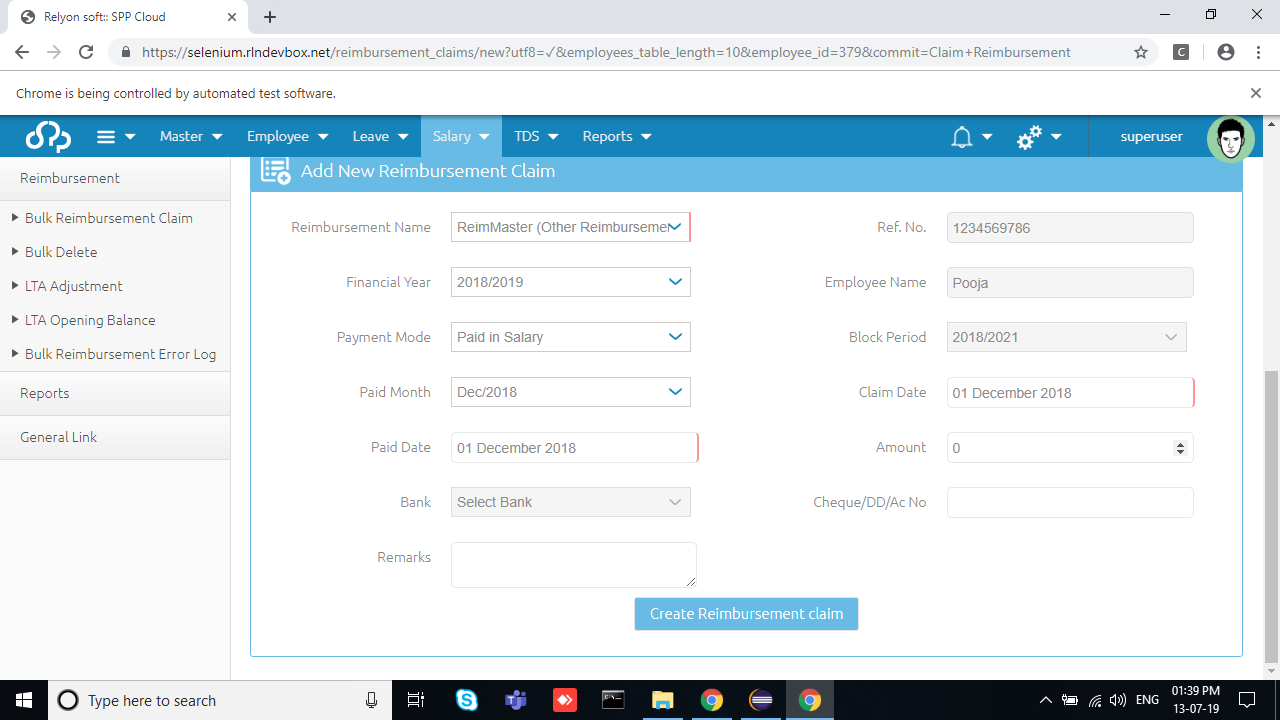 Relyon soft:: SPP Cloud
https://selenium.rlndevbox.net/reimbursement_claims/new?utf8=✓&employees_table_length=10&employee_id=379&commit=Claim+Reimbursement
C
Chrome is being controlled by automated test software.
Master Employee Leave Salary TDS Reports superuser
Reimbursement
Bulk Reimbursement Claim
Bulk Delete
LTA Adjustment
LTA Opening Balance
Bulk Reimbursement Error Log
Reports
General Link
Add New Reimbursement Claim
Reimbursement Name ReimMaster (Other Reimburseme Ref. No. 1234569786
Financial Year 2018/2019 Employee Name Pooja
Payment Mode Paid in Salary Block Period 2018/2021
Paid Month Dec/2018 Claim Date 01 December 2018
Paid Date 01 December 2018 Amount 0
Bank Select Bank Cheque/DD/Ac No
Remarks
Create Reimbursement claim
Type here to search
ENG
01:39 PM
13-07-19